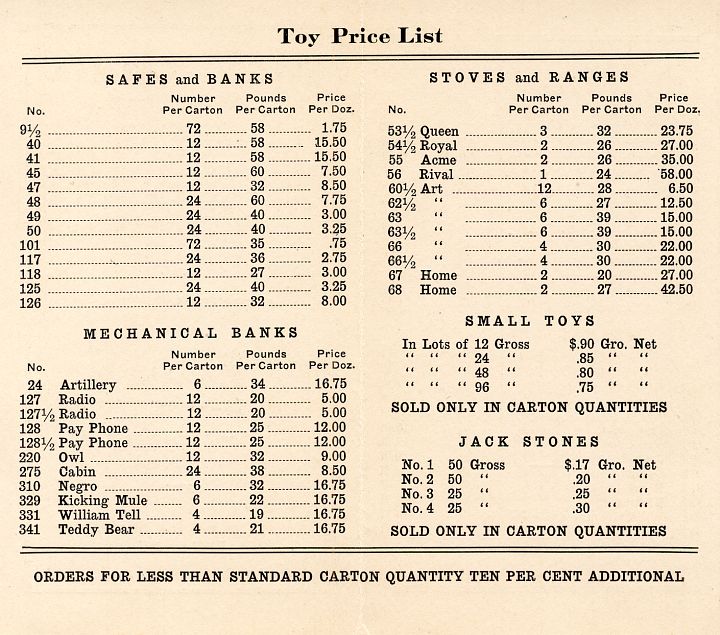 Toy Price List
SAFES and BANKS
Number Pounds Price
No. Per Carton Per Carton Per Doz.
9½ 72 58 1.75
40 12 58 15.50
41 12 58 15.50
45 12 60 7.50
47 12 32 8.50
48 24 60 7.75
49 24 40 3.00
50 24 40 3.25
101 72 35 .75
117 24 36 2.75
118 12 27 3.00
125 24 40 3.25
126 12 32 8.00
MECHANICAL BANKS
Number Pounds Price
No. Per Carton Per Carton Per Doz.
24 Artillery 6 34 16.75
127 Radio 12 20 5.00
127½ Radio 12 20 5.00
128 Pay Phone 12 25 12.00
128½ Pay Phone 12 25 12.00
220 Owl 12 32 9.00
275 Cabin 24 38 8.50
310 Negro 6 32 16.75
329 Kicking Mule 6 22 16.75
331 William Tell 4 19 16.75
341 Teddy Bear 4 21 16.75
STOVES and RANGES
Number Pounds Price
No. Per Carton Per Carton Per Doz.
53½ Queen 3 32 23.75
54½ Royal 2 26 27.00
55 Acme 2 26 35.00
56 Rival 1 24 58.00
60½ Art 12 28 6.50
62½ “ 6 27 12.50
63 “ 6 39 15.00
63½ “ 6 39 15.00
66 “ 4 30 22.00
66½ “ 4 30 22.00
67 Home 2 20 27.00
68 Home 2 27 42.50
SMALL TOYS
In Lots of 12 Gross $.90 Gro. Net
“ “ “ 24 “ .85 “ “
“ “ “ 48 “ .80 “ “
“ “ “ 96 “ .75 “ “
SOLD ONLY IN CARTON QUANTITIES
JACK STONES
No. 1 50 Gross $.17 Gro. Net
No. 2 50 “ .20 “ “
No. 3 25 “ .25 “ “
No. 4 25 “ .30 “ “
SOLD ONLY IN CARTON QUANTITIES
ORDERS FOR LESS THAN STANDARD CARTON QUANTITY TEN PER CENT ADDITIONAL